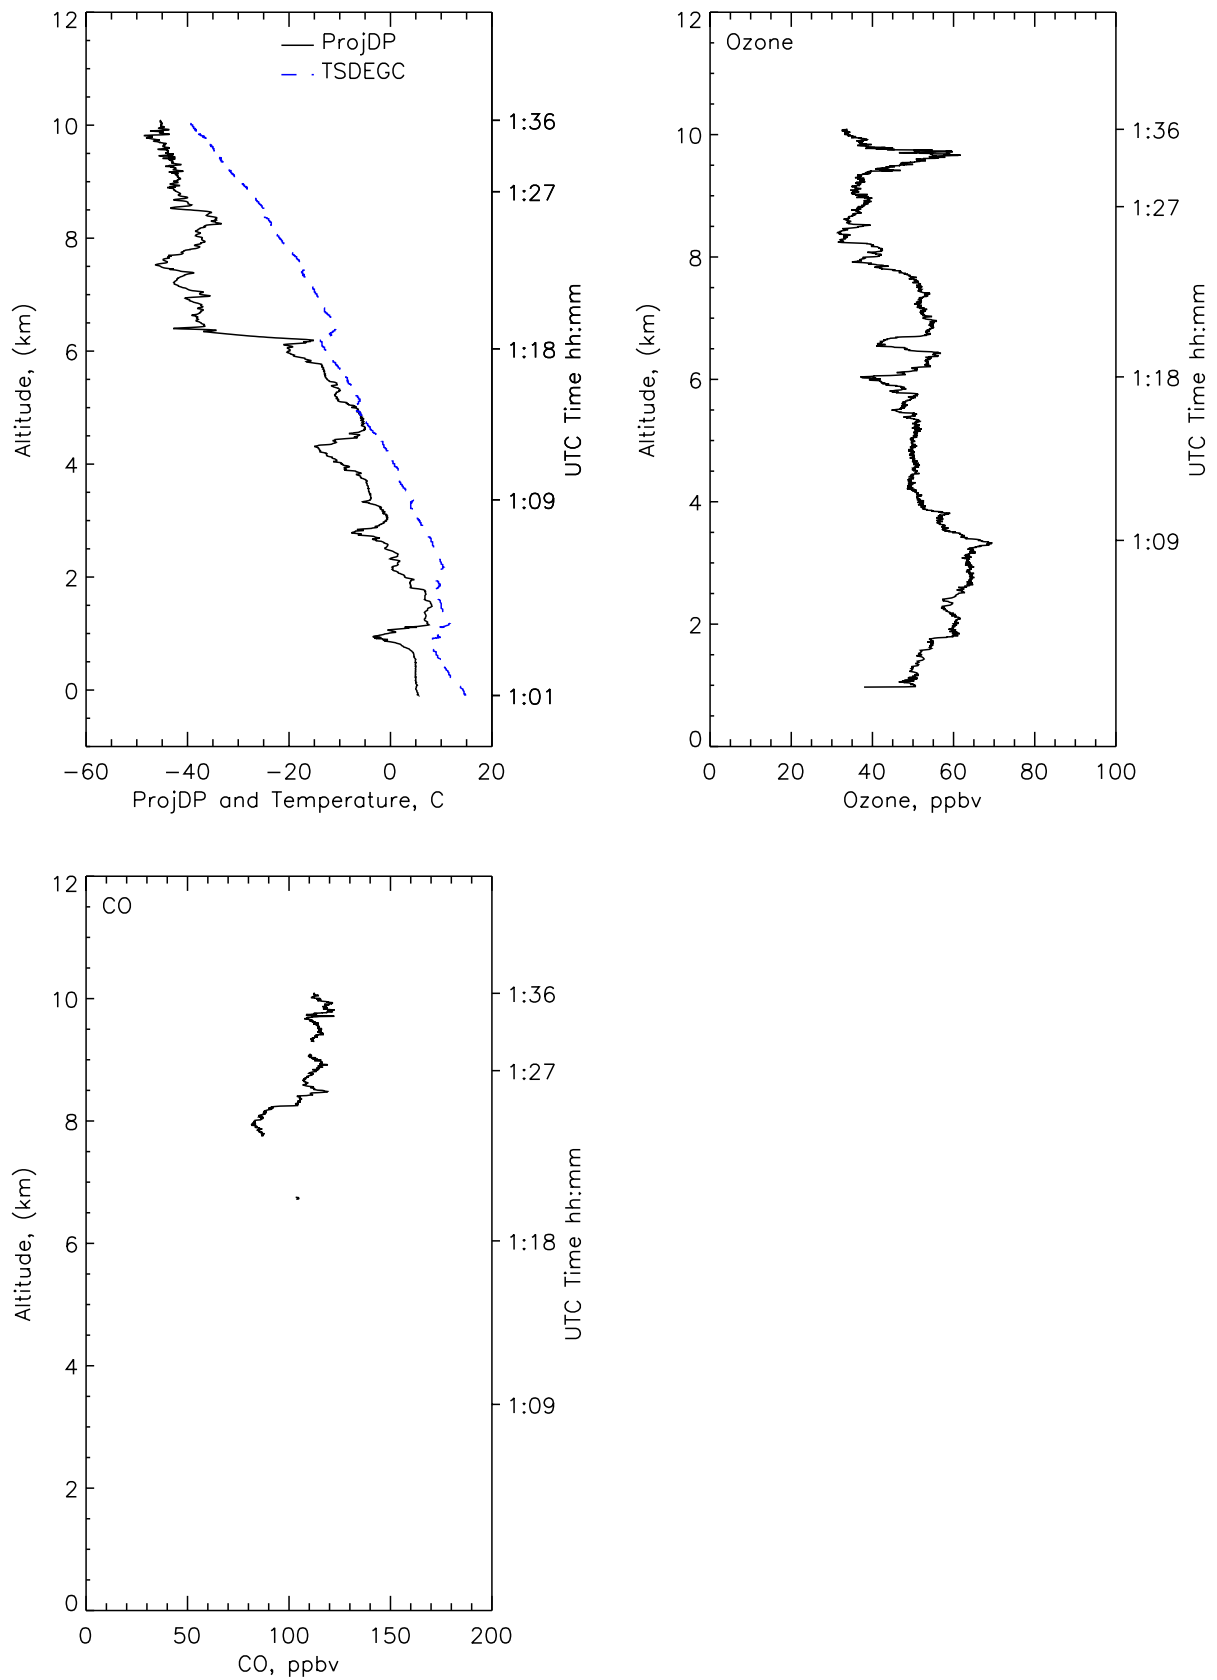 12
10
8
6
4
2
0
Altitude, (km)
ProjDP
TSDEGC
1:36
1:27
1:18
1:09
1:01
UTC Time hh:mm
−60 −40 −20 0 20
ProjDP and Temperature, C
12
10
8
6
4
2
0
Altitude, (km)
Ozone
1:36
1:27
1:18
1:09
UTC Time hh:mm
0 20 40 60 80 100
Ozone, ppbv
12
10
8
6
4
2
0
Altitude, (km)
CO
1:36
1:27
1:18
1:09
UTC Time hh:mm
0 50 100 150 200
CO, ppbv